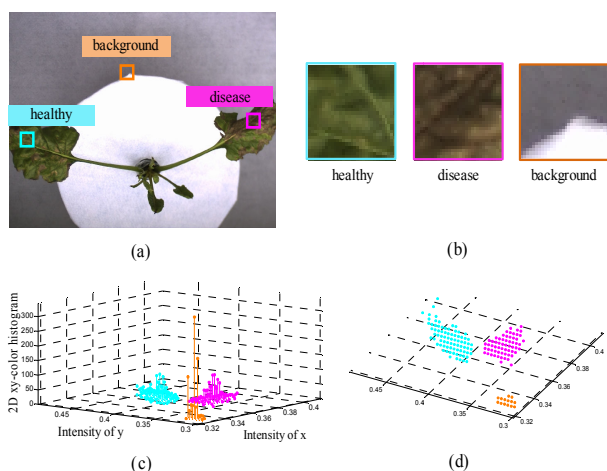 background
healthy
disease
healthy
disease
background
(a)
(b)
2D xy-color histogram
300
250
200
150
100
50
0
0.45
0.4
0.35
0.3
0.32
0.34
0.36
0.38
0.4
Intensity of y
Intensity of x
0.4
0.38
0.36
0.34
0.32
0.45
0.4
0.35
0.3
(c)
(d)